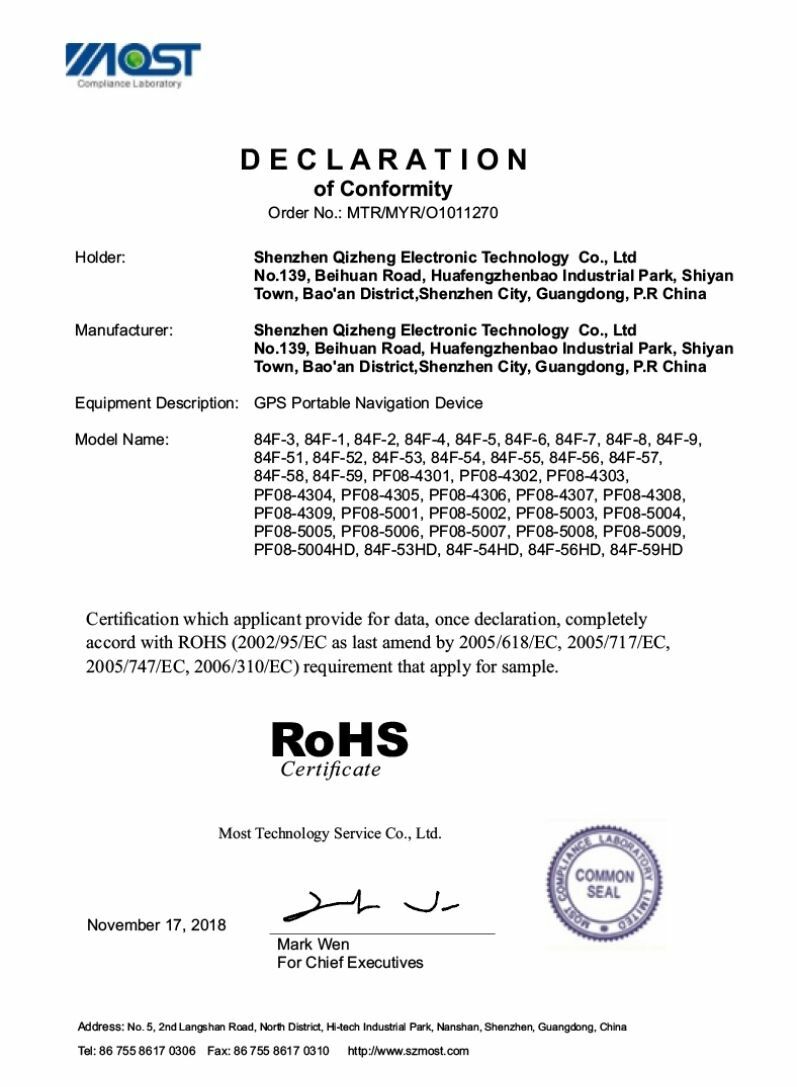 MOST
Compliance Laboratory
DECLARATION
of Conformity
Order No.: MTR/MYR/O1011270
Holder: Shenzhen Qizheng Electronic Technology Co., Ltd
No.139, Beihuan Road, Huafengzhenbao Industrial Park, Shiyan
Town, Bao'an District,Shenzhen City, Guangdong, P.R China
Manufacturer: Shenzhen Qizheng Electronic Technology Co., Ltd
No.139, Beihuan Road, Huafengzhenbao Industrial Park, Shiyan
Town, Bao'an District,Shenzhen City, Guangdong, P.R China
Equipment Description: GPS Portable Navigation Device
Model Name: 84F-3, 84F-1, 84F-2, 84F-4, 84F-5, 84F-6, 84F-7, 84F-8, 84F-9,
84F-51, 84F-52, 84F-53, 84F-54, 84F-55, 84F-56, 84F-57,
84F-58, 84F-59, PF08-4301, PF08-4302, PF08-4303,
PF08-4304, PF08-4305, PF08-4306, PF08-4307, PF08-4308,
PF08-4309, PF08-5001, PF08-5002, PF08-5003, PF08-5004,
PF08-5005, PF08-5006, PF08-5007, PF08-5008, PF08-5009,
PF08-5004HD, 84F-53HD, 84F-54HD, 84F-56HD, 84F-59HD
Certification which applicant provide for data, once declaration, completely
accord with ROHS (2002/95/EC as last amend by 2005/618/EC, 2005/717/EC,
2005/747/EC, 2006/310/EC) requirement that apply for sample.
RoHS
Certificate
Most Technology Service Co., Ltd.
MOST COMPLIANCE LABORATORY LIMITED
COMMON
SEAL
November 17, 2018
Mark Wen
For Chief Executives
Address: No. 5, 2nd Langshan Road, North District, Hi-tech Industrial Park, Nanshan, Shenzhen, Guangdong, China
Tel: 86 755 8617 0306 Fax: 86 755 8617 0310 http://www.szmost.com